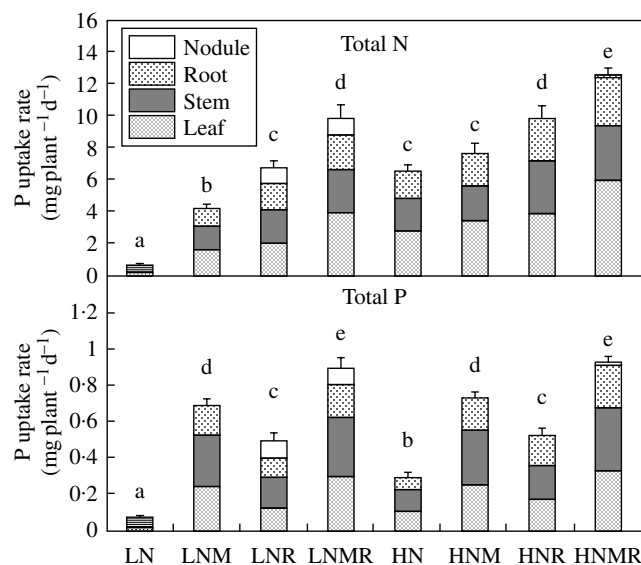 16
14
12
10
8
6
4
2
0
P uptake rate
(mg plant⁻¹ d⁻¹)
Total N
Nodule
Root
Stem
Leaf
a
b
c
d
c
c
d
e
1·2
1
0·8
0·6
0·4
0·2
0
P uptake rate
(mg plant⁻¹ d⁻¹)
Total P
a
d
c
e
b
d
c
e
LN LNM LNR LNMR HN HNM HNR HNMR